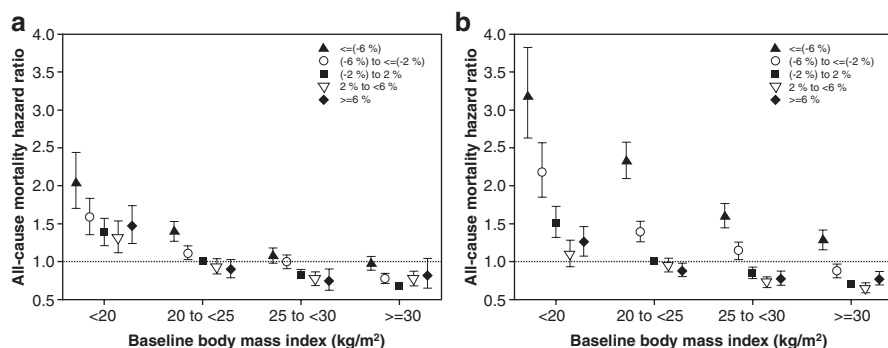 a
All-cause mortality hazard ratio
4.0
3.5
3.0
2.5
2.0
1.5
1.0
0.5
<=(-6 %)
(-6 %) to <=(-2 %)
(-2 %) to 2 %
2 % to <6 %
>=6 %
<20
20 to <25
25 to <30
>=30
Baseline body mass index (kg/m²)
b
All-cause mortality hazard ratio
4.0
3.5
3.0
2.5
2.0
1.5
1.0
0.5
<=(-6 %)
(-6 %) to <=(-2 %)
(-2 %) to 2 %
2 % to <6 %
>=6 %
<20
20 to <25
25 to <30
>=30
Baseline body mass index (kg/m²)